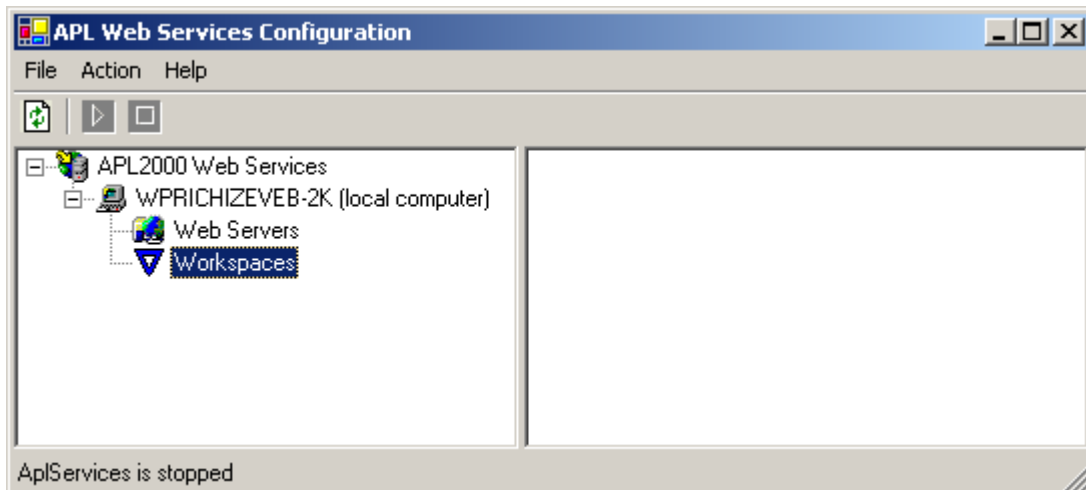 APL Web Services Configuration
File Action Help
APL2000 Web Services
WPRICHIZEVEB-2K (local computer)
Web Servers
Workspaces
AplServices is stopped